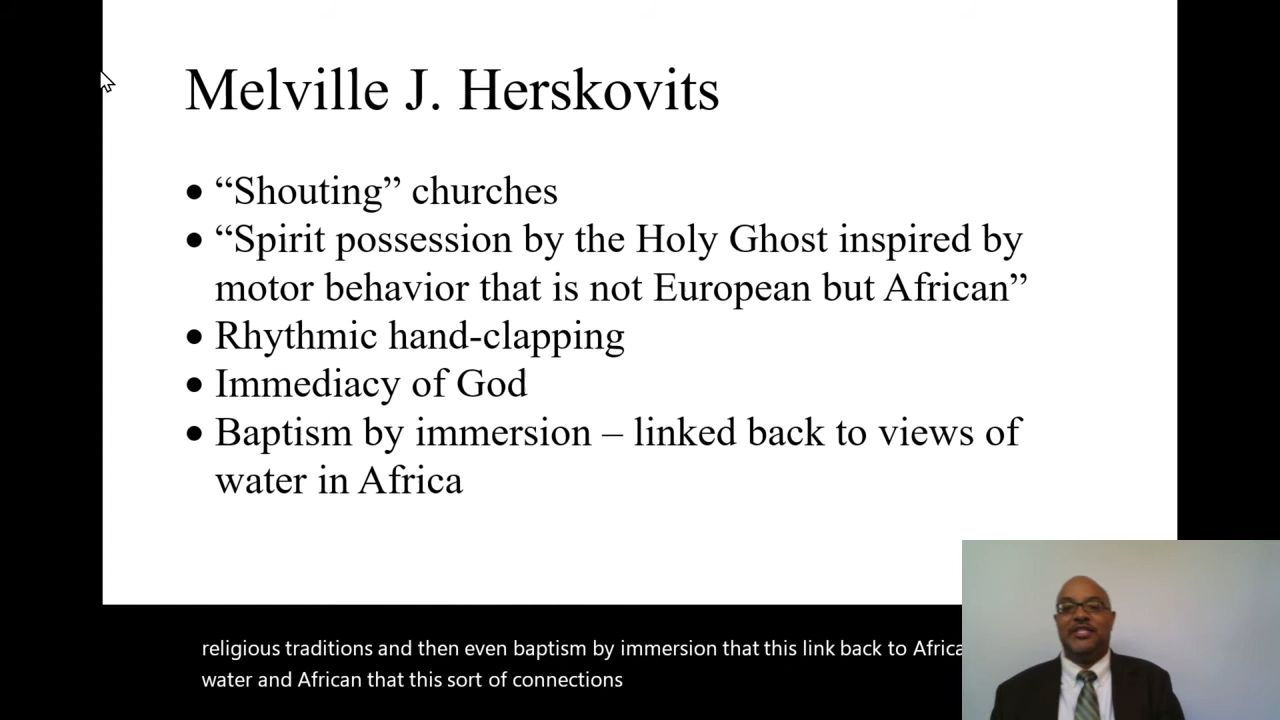 Melville J. Herskovits
• “Shouting” churches
• “Spirit possession by the Holy Ghost inspired by
motor behavior that is not European but African”
• Rhythmic hand-clapping
• Immediacy of God
• Baptism by immersion – linked back to views of
water in Africa
religious traditions and then even baptism by immersion that this link back to Africa
water and African that this sort of connections